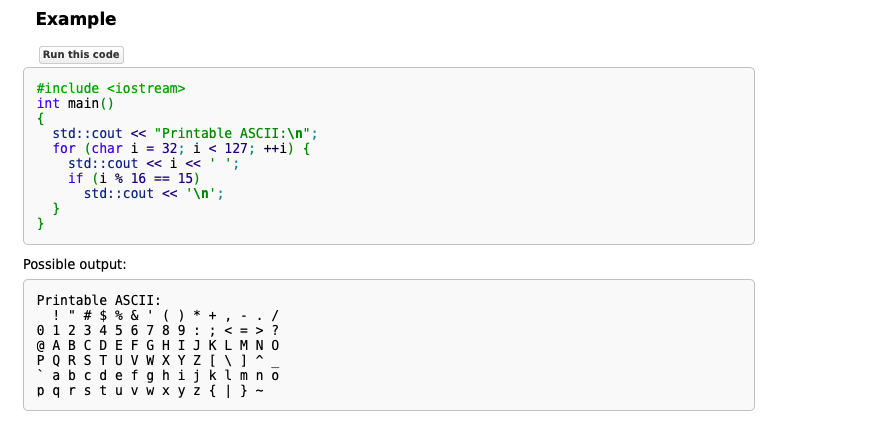 Example
Run this code
#include <iostream>
int main()
{
  std::cout << "Printable ASCII:\n";
  for (char i = 32; i < 127; ++i) {
    std::cout << i << ' ';
    if (i % 16 == 15)
      std::cout << '\n';
  }
}
Possible output:
Printable ASCII:
  ! " # $ % & ' ( ) * + , - . /
0 1 2 3 4 5 6 7 8 9 : ; < = > ?
@ A B C D E F G H I J K L M N O
P Q R S T U V W X Y Z [ \ ] ^ _
` a b c d e f g h i j k l m n o
p q r s t u v w x y z { | } ~